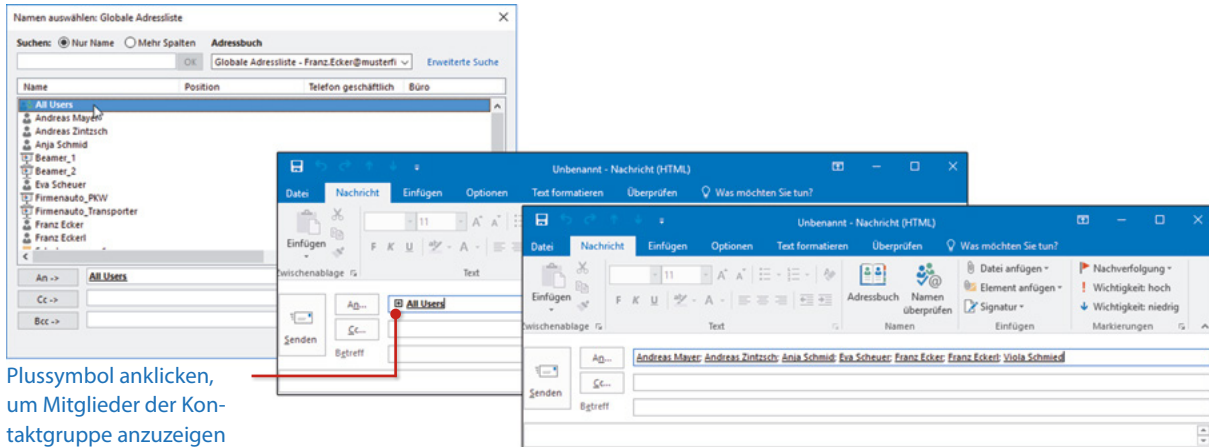 Namen auswählen: Globale Adressliste
Suchen: Nur Name Mehr Spalten Adressbuch
OK Globale Adressliste - Franz.Ecker@musterfi Erweiterte Suche
Name Position Telefon geschäftlich Büro
All Users
Andreas Mayer
Andreas Zintzsch
Anja Schmid
Beamer_1
Beamer_2
Eva Scheuer
Firmenauto_PKW
Firmenauto_Transporter
Franz Ecker
Franz Eckerl
An -> All Users
Cc ->
Bcc ->
Unbenannt - Nachricht (HTML)
Datei Nachricht Einfügen Optionen Text formatieren Überprüfen Was möchten Sie tun?
11 A A
Einfügen
F K U A
Zwischenablage Text
An... All Users
Cc...
Senden
Betreff
Unbenannt - Nachricht (HTML)
Datei Nachricht Einfügen Optionen Text formatieren Überprüfen Was möchten Sie tun?
11 A A
Einfügen
F K U A
Adressbuch Namen überprüfen
Datei anfügen
Element anfügen
Signatur
Nachverfolgung
Wichtigkeit: hoch
Wichtigkeit: niedrig
Zwischenablage Text Namen Einfügen Markierungen
An... Andreas Mayer; Andreas Zintzsch; Anja Schmid; Eva Scheuer; Franz Ecker; Franz Eckerl; Viola Schmied
Cc...
Senden
Betreff
Plussymbol anklicken,
um Mitglieder der Kon-
taktgruppe anzuzeigen